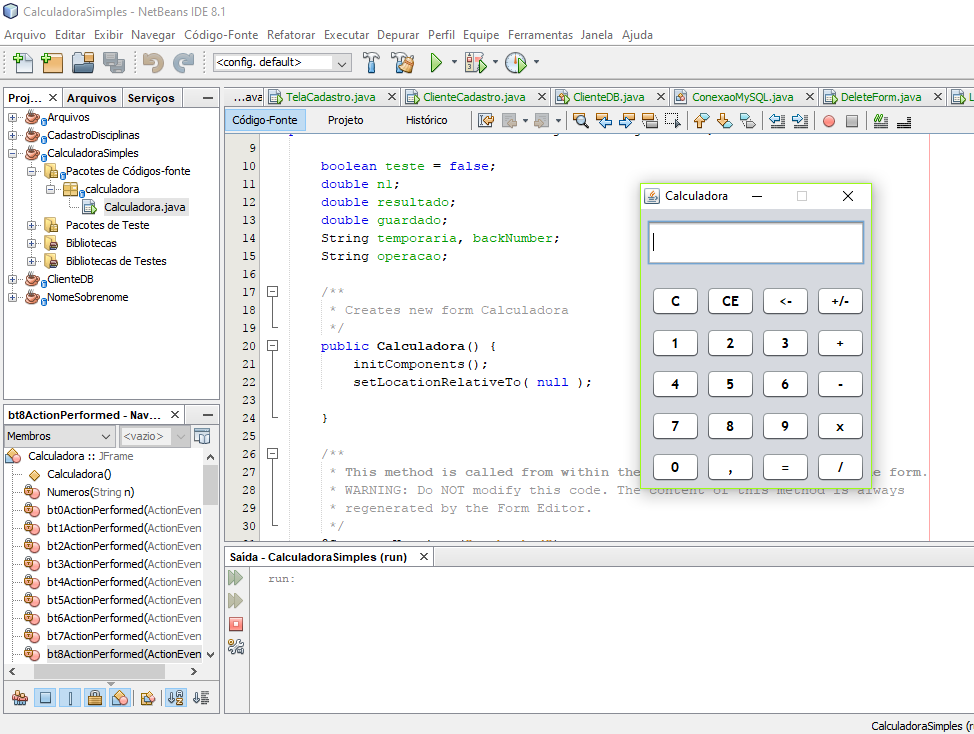 CalculadoraSimples - NetBeans IDE 8.1
Arquivo Editar Exibir Navegar Código-Fonte Refatorar Executar Depurar Perfil Equipe Ferramentas Janela Ajuda
<config. default>
Proj... Arquivos Serviços
Arquivos
CadastroDisciplinas
CalculadoraSimples
Pacotes de Códigos-fonte
calculadora
Calculadora.java
Pacotes de Teste
Bibliotecas
Bibliotecas de Testes
ClienteDB
NomeSobrenome
bt8ActionPerformed - Nav...
Membros <vazio>
Calculadora :: JFrame
Calculadora()
Numeros(String n)
bt0ActionPerformed(ActionEven
bt1ActionPerformed(ActionEven
bt2ActionPerformed(ActionEven
bt3ActionPerformed(ActionEven
bt4ActionPerformed(ActionEven
bt5ActionPerformed(ActionEven
bt6ActionPerformed(ActionEven
bt7ActionPerformed(ActionEven
bt8ActionPerformed(ActionEven
...ava TelaCadastro.java ClienteCadastro.java ClienteDB.java ConexaoMySQL.java DeleteForm.java L
Código-Fonte Projeto Histórico
9
10 boolean teste = false;
11 double n1;
12 double resultado;
13 double guardado;
14 String temporaria, backNumber;
15 String operacao;
16
17 /**
18 * Creates new form Calculadora
19 */
20 public Calculadora() {
21 initComponents();
22 setLocationRelativeTo( null );
23
24 }
25
26 /**
27 * This method is called from within the e form.
28 * WARNING: Do NOT modify this code. The content of this method is always
29 * regenerated by the Form Editor.
30 */
Calculadora
C CE <- +/-
1 2 3 +
4 5 6 -
7 8 9 x
0 , = /
Saída - CalculadoraSimples (run)
run:
CalculadoraSimples (r